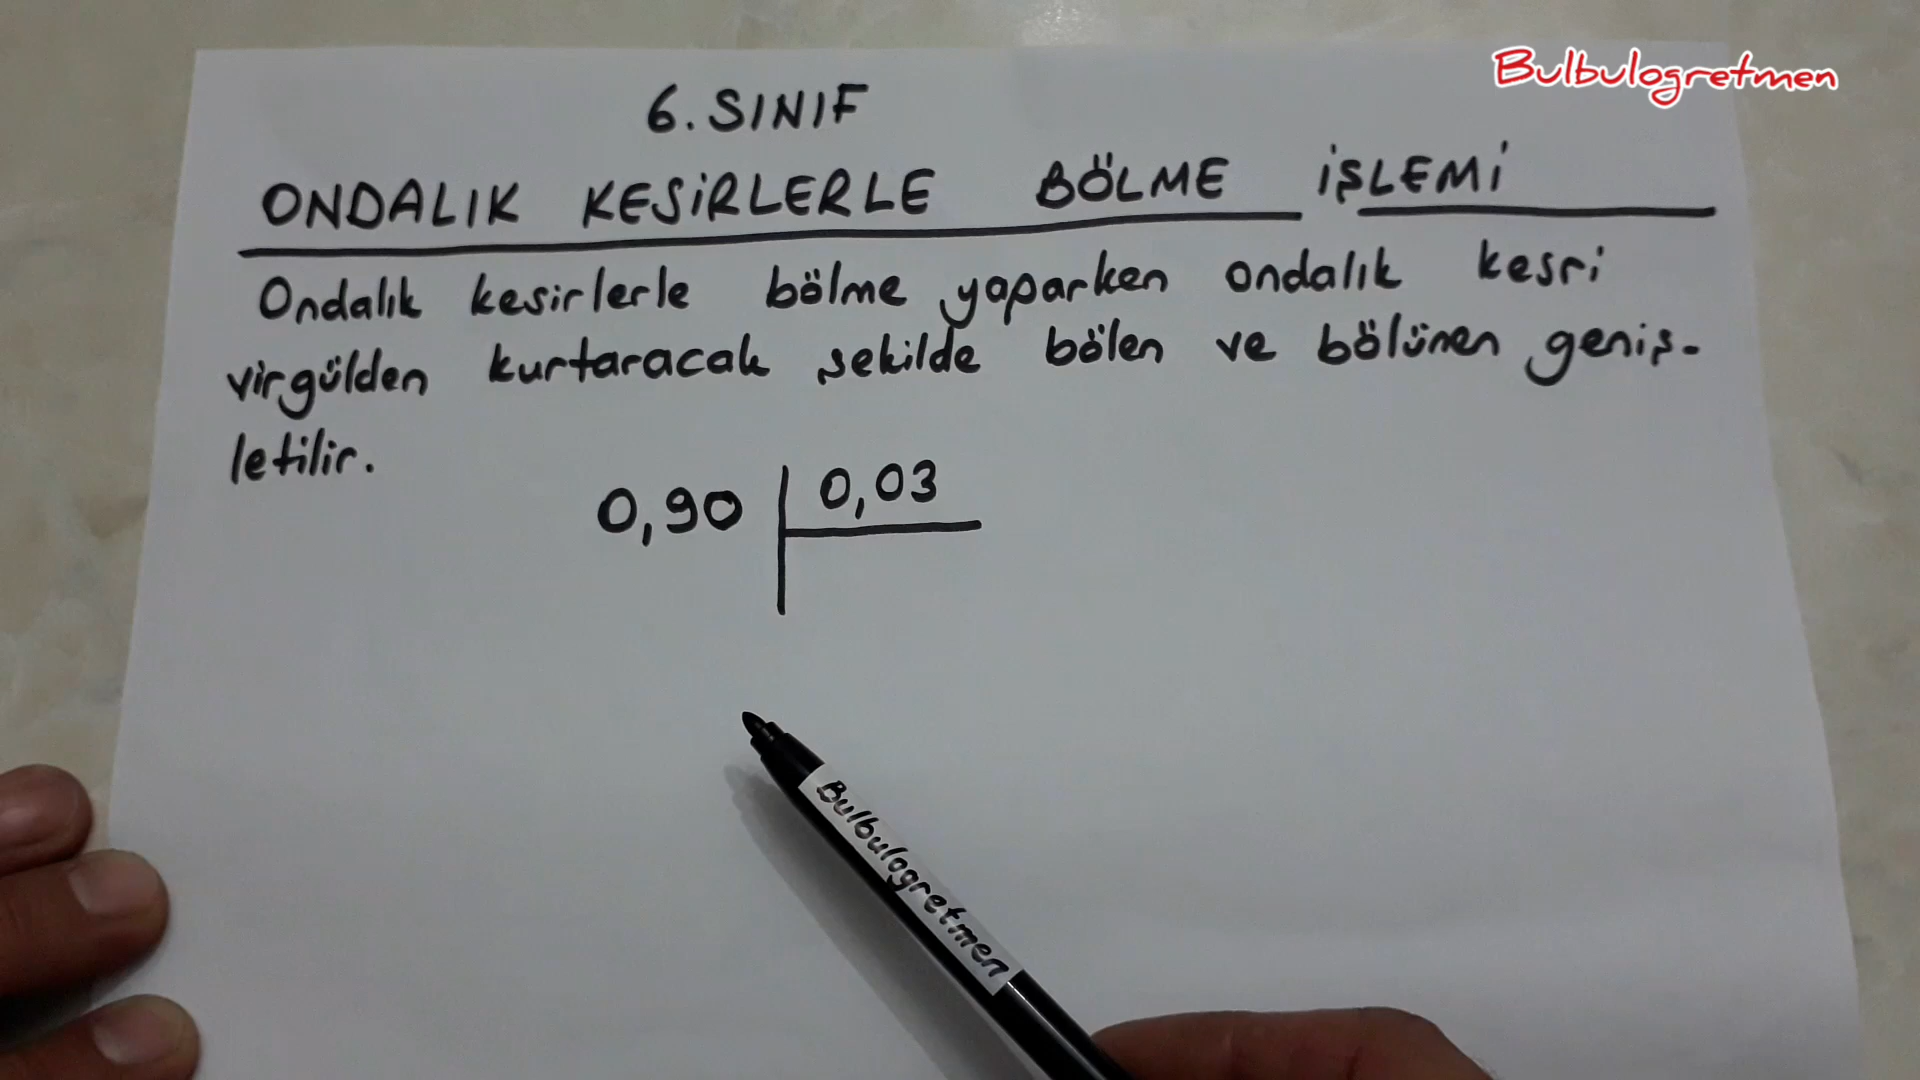 Bulbulogretmen
6. SINIF
ONDALIK KESİRLERLE BÖLME İŞLEMİ
Ondalık kesirlerle bölme yaparken ondalık kesri
virgülden kurtaracak şekilde bölen ve bölünen geniş-
letilir.
0,90 0,03
Bulbulogretmen